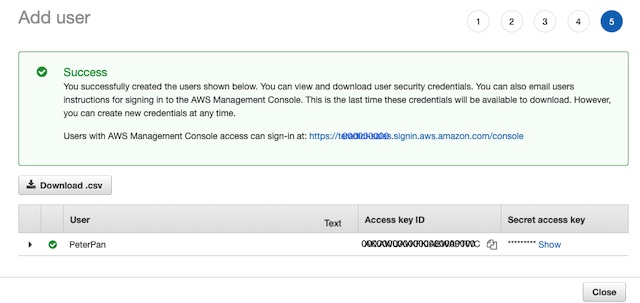 Add user
1 2 3 4 5
Success
You successfully created the users shown below. You can view and download user security credentials. You can also email users
instructions for signing in to the AWS Management Console. This is the last time these credentials will be available to download. However,
you can create new credentials at any time.
Users with AWS Management Console access can sign-in at: .signin.aws.amazon.com/console
Download .csv
User Text Access key ID Secret access key
PeterPan ********* Show
Close